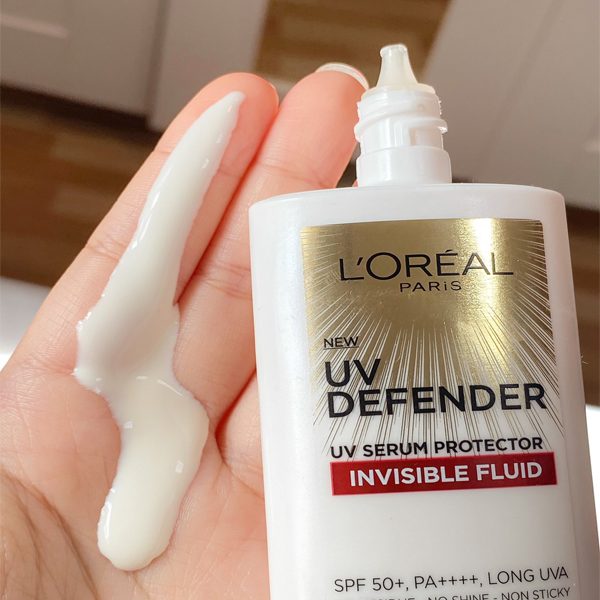 L'ORÉAL
PARIS
NEW
UV
DEFENDER
UV SERUM PROTECTOR
INVISIBLE FLUID
SPF 50+, PA++++, LONG UVA
NO SHINE - NON STICKY